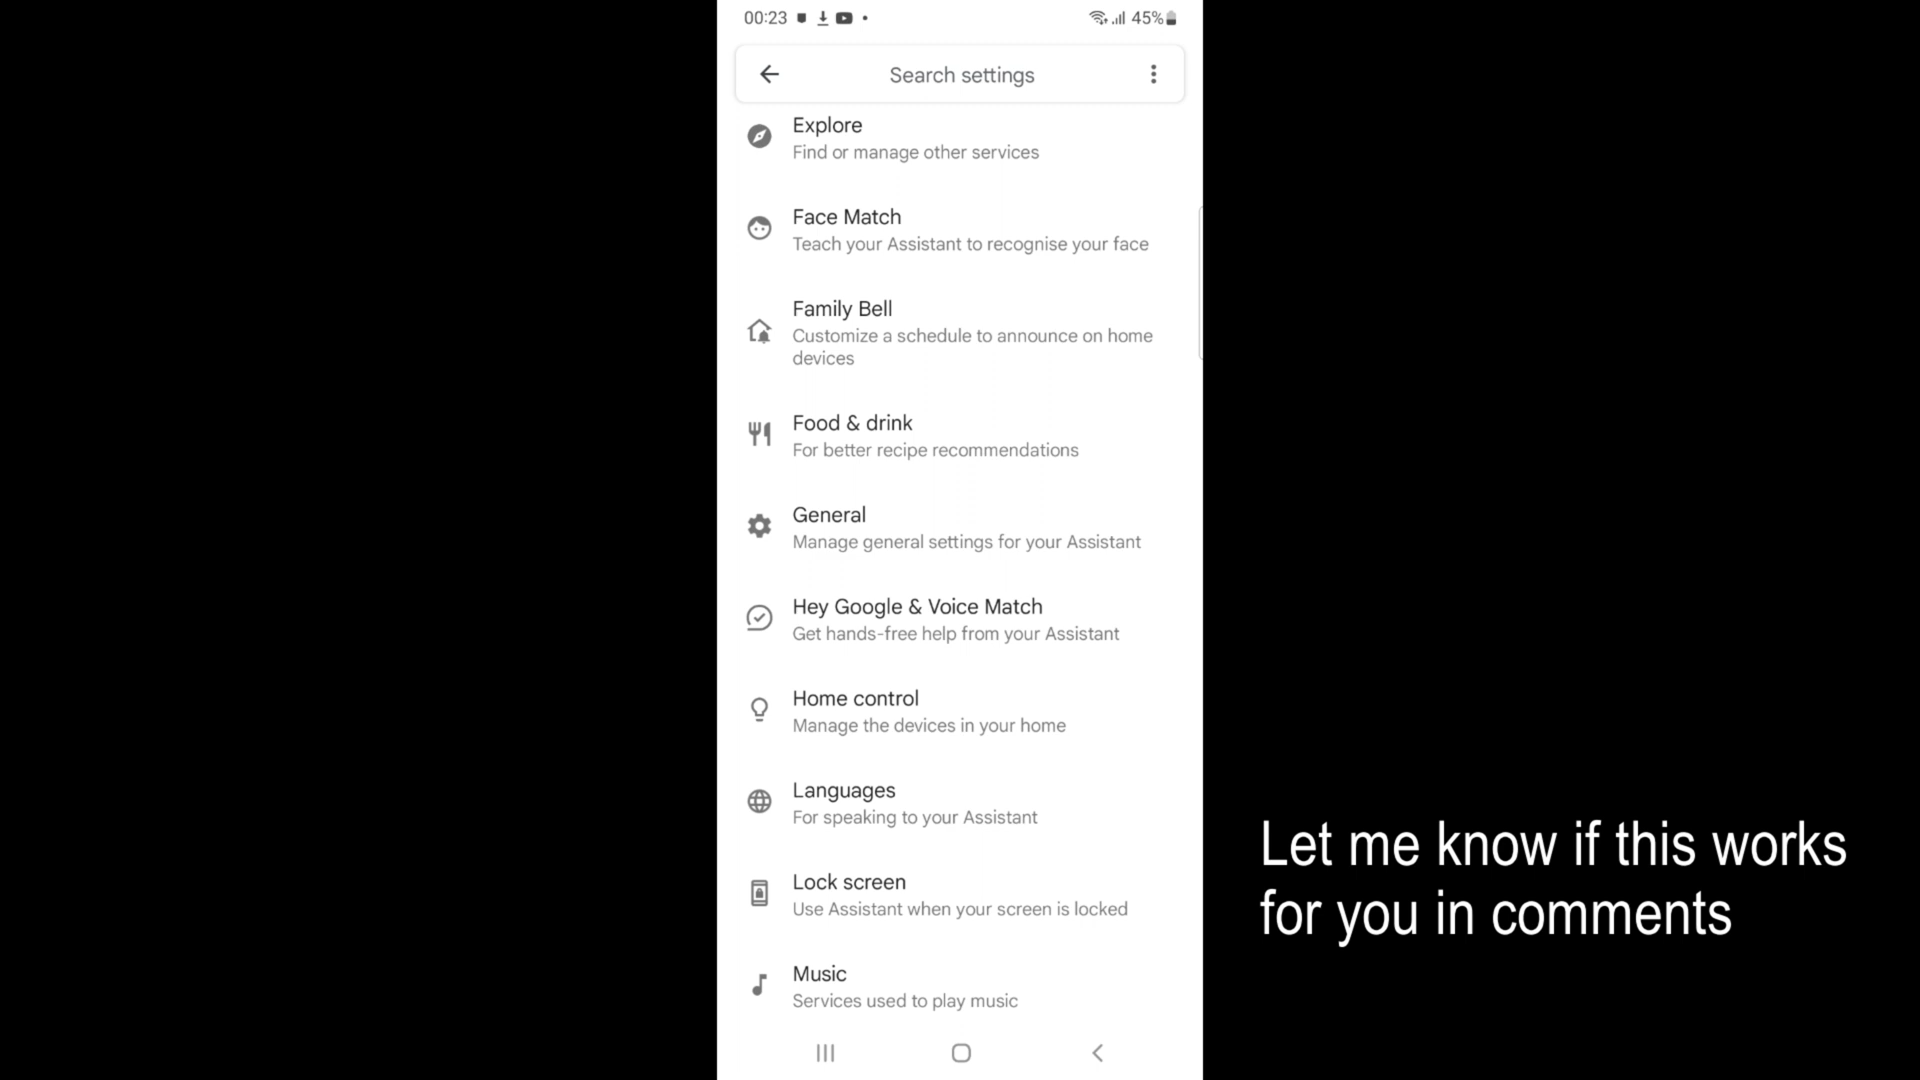 00:23
45%
Search settings
Explore
Find or manage other services
Face Match
Teach your Assistant to recognise your face
Family Bell
Customize a schedule to announce on home
devices
Food & drink
For better recipe recommendations
General
Manage general settings for your Assistant
Hey Google & Voice Match
Get hands-free help from your Assistant
Home control
Manage the devices in your home
Languages
For speaking to your Assistant
Lock screen
Use Assistant when your screen is locked
Music
Services used to play music
Let me know if this works
for you in comments